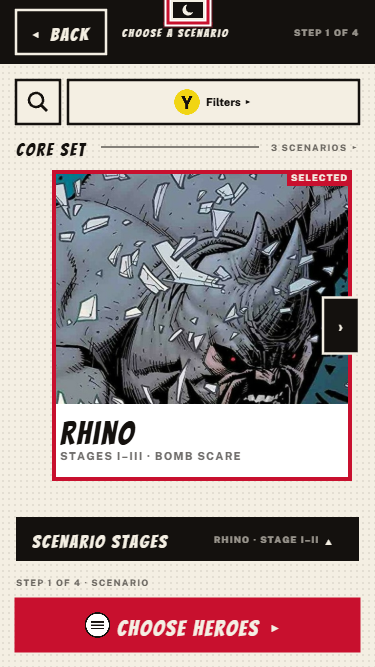 ◂ BACK
CHOOSE A SCENARIO
STEP 1 OF 4
Y Filters ▸
CORE SET
3 SCENARIOS ▸
SELECTED
›
RHINO
STAGES I–III · BOMB SCARE
SCENARIO STAGES
RHINO · STAGE I–II ▲
STEP 1 OF 4 · SCENARIO
CHOOSE HEROES ▸